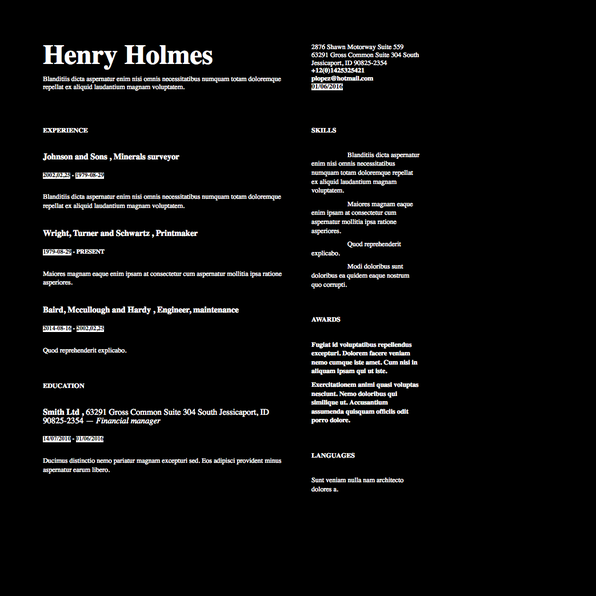 Henry Holmes
Blanditiis dicta aspernatur enim nisi omnis necessitatibus numquam totam doloremque
repellat ex aliquid laudantium magnam voluptatem.
EXPERIENCE
Johnson and Sons , Minerals surveyor
2002.02.25 - 1979-08-29
Blanditiis dicta aspernatur enim nisi omnis necessitatibus numquam totam doloremque
repellat ex aliquid laudantium magnam voluptatem.
Wright, Turner and Schwartz , Printmaker
1979-08-29 - PRESENT
Maiores magnam eaque enim ipsam at consectetur cum aspernatur mollitia ipsa ratione
asperiores.
Baird, Mccullough and Hardy , Engineer, maintenance
2014-08-16 - 2002.02.25
Quod reprehenderit explicabo.
EDUCATION
Smith Ltd , 63291 Gross Common Suite 304 South Jessicaport, ID
90825-2354 — Financial manager
14/07/2010 - 01/06/2016
Ducimus distinctio nemo pariatur magnam excepturi sed. Eos adipisci provident minus
aspernatur earum libero.
2876 Shawn Motorway Suite 559
63291 Gross Common Suite 304 South
Jessicaport, ID 90825-2354
+12(0)1425325421
plopez@hotmail.com
01/06/2016
SKILLS
Blanditiis dicta aspernatur
enim nisi omnis necessitatibus
numquam totam doloremque repellat
ex aliquid laudantium magnam
voluptatem.
Maiores magnam eaque
enim ipsam at consectetur cum
aspernatur mollitia ipsa ratione
asperiores.
Quod reprehenderit
explicabo.
Modi doloribus sunt
doloribus ea quidem eaque nostrum
quo corrupti.
AWARDS
Fugiat id voluptatibus repellendus
excepturi. Dolorem facere veniam
nemo cumque iste amet. Cum nisi in
aliquam ipsam qui ut iste.
Exercitationem animi quasi voluptas
nesciunt. Nemo doloribus qui
similique ut. Accusantium
assumenda quisquam officiis odit
porro dolore.
LANGUAGES
Sunt veniam nulla nam architecto
dolores a.